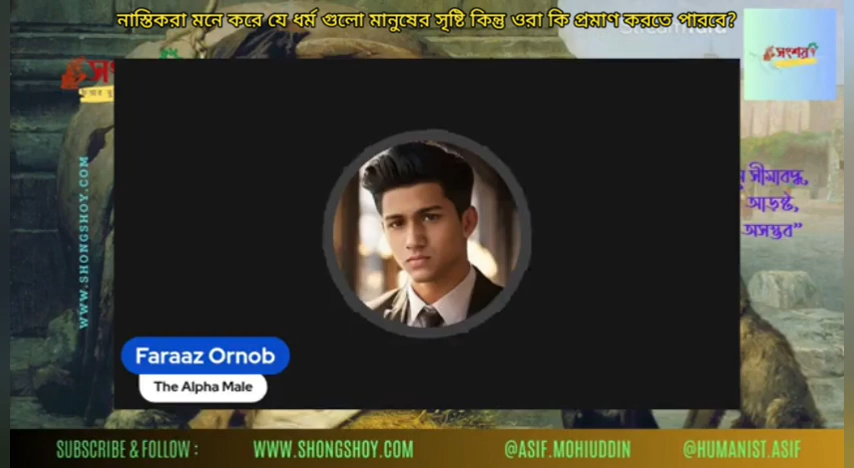 নাস্তিকরা মনে করে যে ধর্ম গুলো মানুষের সৃষ্টি কিন্তু ওরা কি প্রমাণ করতে পারবে?
সংশয়
WWW.SHONGSHOY.COM
সীমাবদ্ধ,
আড়ষ্ট,
অসম্ভব”
Faraaz Ornob
The Alpha Male
SUBSCRIBE & FOLLOW : WWW.SHONGSHOY.COM @ASIF.MOHIUDDIN @HUMANIST.ASIF